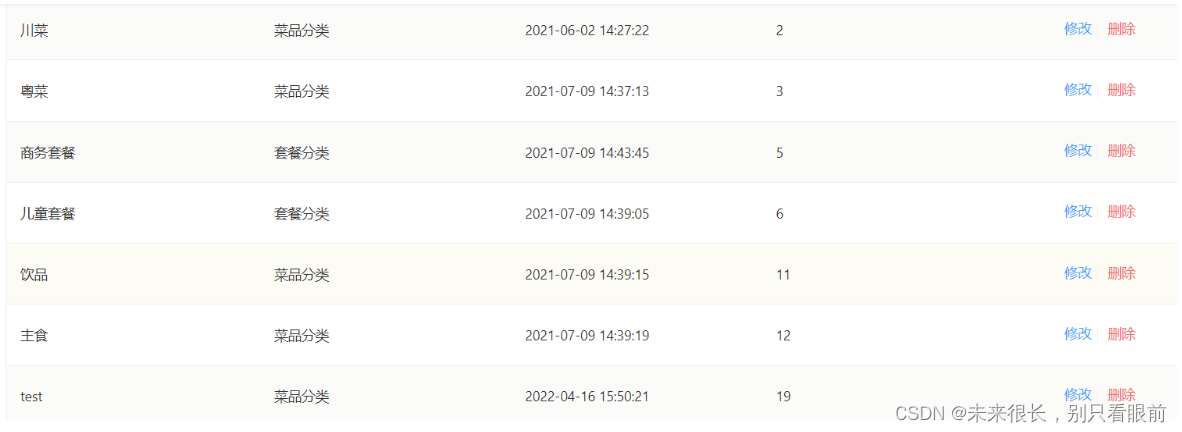 川菜 菜品分类 2021-06-02 14:27:22 2 修改 删除
粤菜 菜品分类 2021-07-09 14:37:13 3 修改 删除
商务套餐 套餐分类 2021-07-09 14:43:45 5 修改 删除
儿童套餐 套餐分类 2021-07-09 14:39:05 6 修改 删除
饮品 菜品分类 2021-07-09 14:39:15 11 修改 删除
主食 菜品分类 2021-07-09 14:39:19 12 修改 删除
test 菜品分类 2022-04-16 15:50:21 19 修改 删除
CSDN @未来很长，别只看眼前